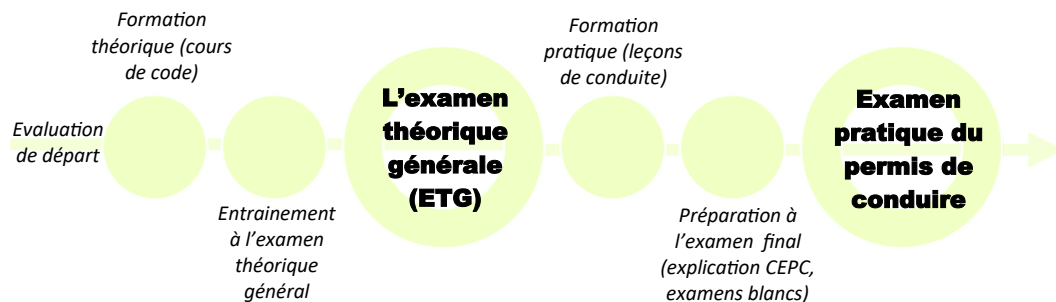 Evaluation
de départ
Formation
théorique (cours
de code)
Entrainement
à l’examen
théorique
général
L’examen
théorique
générale
(ETG)
Formation
pratique (leçons
de conduite)
Préparation à
l’examen  final
(explication CEPC,
examens blancs)
Examen
pratique du
permis de
conduire